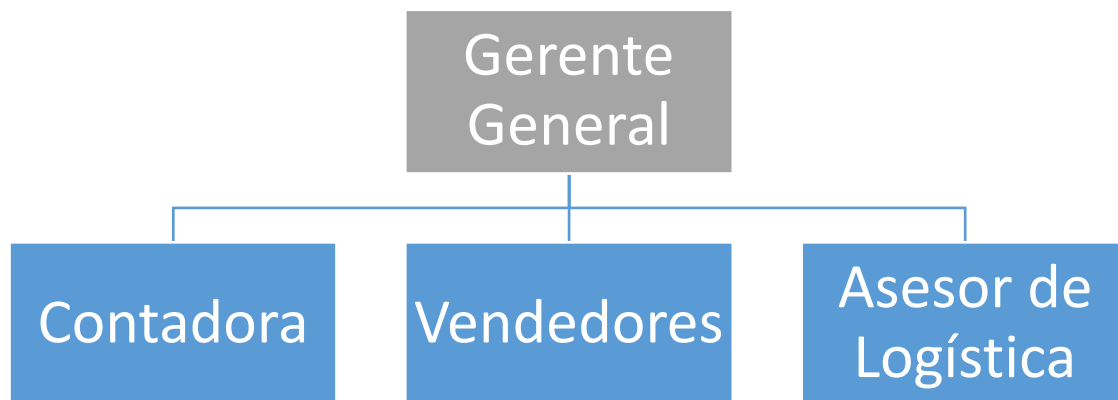 Gerente
General
Contadora
Vendedores
Asesor de
Logística